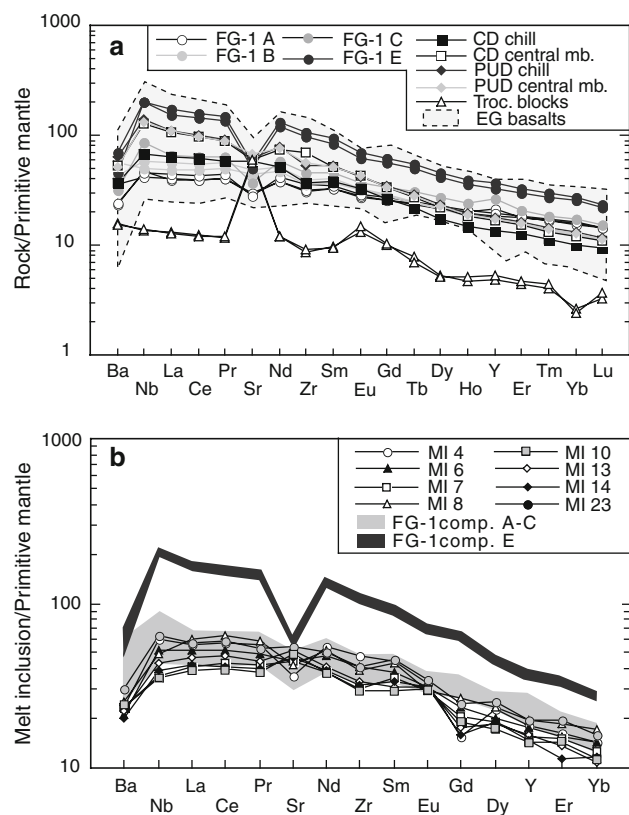 1000
a
FG-1 A
FG-1 C
FG-1 B
FG-1 E
CD chill
CD central mb.
PUD chill
PUD central mb.
Troc. blocks
EG basalts
100
10
1
Rock/Primitive mantle
Ba La Pr Nd Sm Gd Dy Y Tm Lu
Nb Ce Sr Zr Eu Tb Ho Er Yb
1000
b
MI 4
MI 10
MI 6
MI 13
MI 7
MI 14
MI 8
MI 23
FG-1comp. A-C
FG-1comp. E
100
10
Melt inclusion/Primitive mantle
Ba La Pr Nd Sm Gd Y Yb
Nb Ce Sr Zr Eu Dy Er